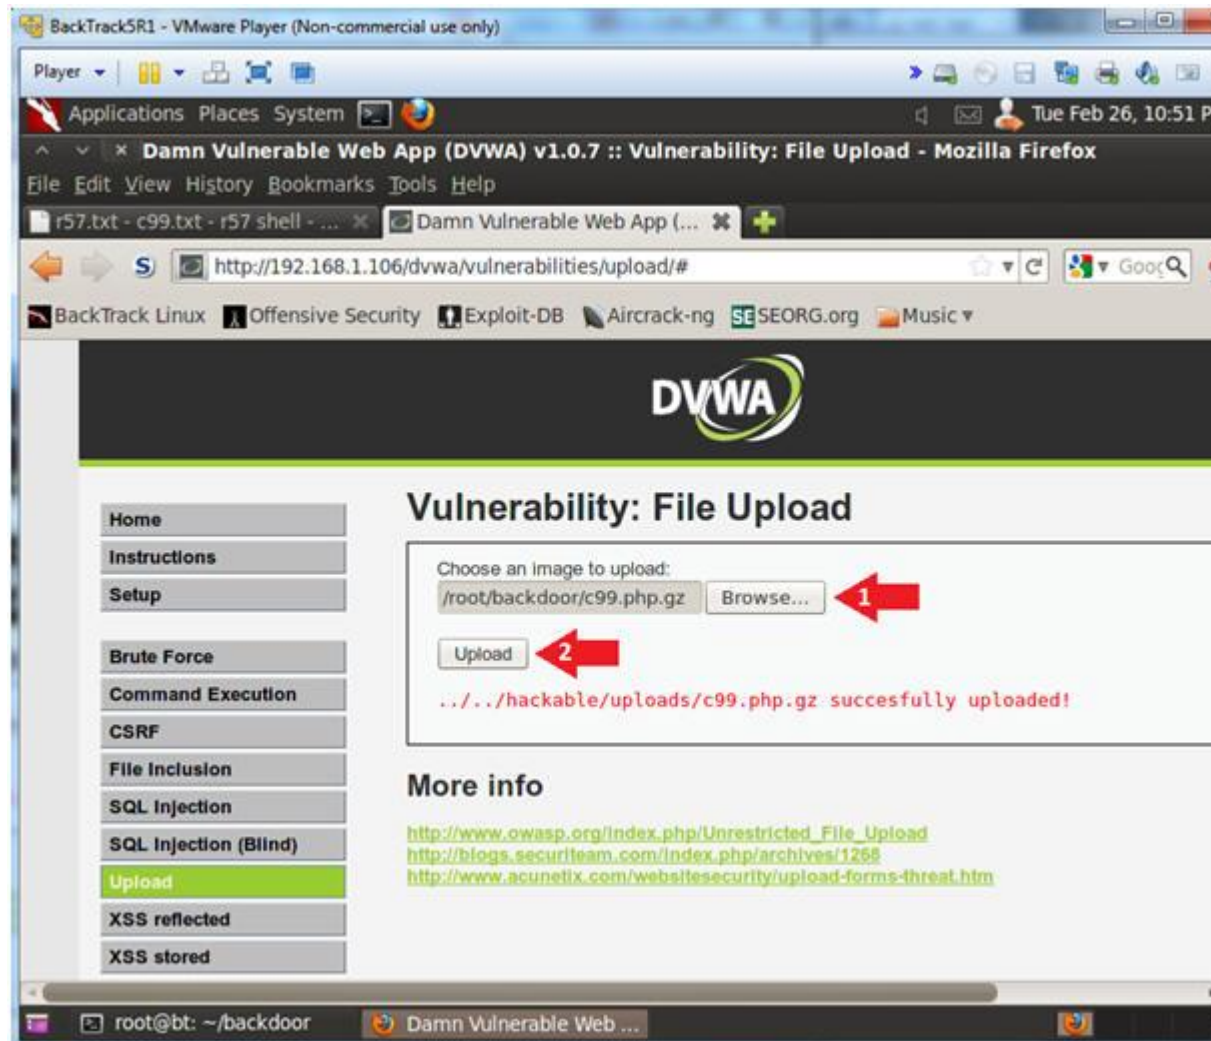 BackTrack5R1 - VMware Player (Non-commercial use only)
Player
Applications Places System
Tue Feb 26, 10:51 P
Damn Vulnerable Web App (DVWA) v1.0.7 :: Vulnerability: File Upload - Mozilla Firefox
File Edit View History Bookmarks Tools Help
r57.txt - c99.txt - r57 shell - ...
Damn Vulnerable Web App (...
S http://192.168.1.106/dvwa/vulnerabilities/upload/#
Goog
BackTrack Linux Offensive Security Exploit-DB Aircrack-ng SE SEORG.org Music
DVWA
Vulnerability: File Upload
Home
Instructions
Setup
Brute Force
Command Execution
CSRF
File Inclusion
SQL Injection
SQL Injection (Blind)
Upload
XSS reflected
XSS stored
Choose an image to upload:
/root/backdoor/c99.php.gz Browse... 1
Upload 2
../../hackable/uploads/c99.php.gz succesfully uploaded!
More info
http://www.owasp.org/index.php/Unrestricted_File_Upload
http://blogs.securiteam.com/index.php/archives/1268
http://www.acunetix.com/websitesecurity/upload-forms-threat.htm
root@bt: ~/backdoor
Damn Vulnerable Web ...